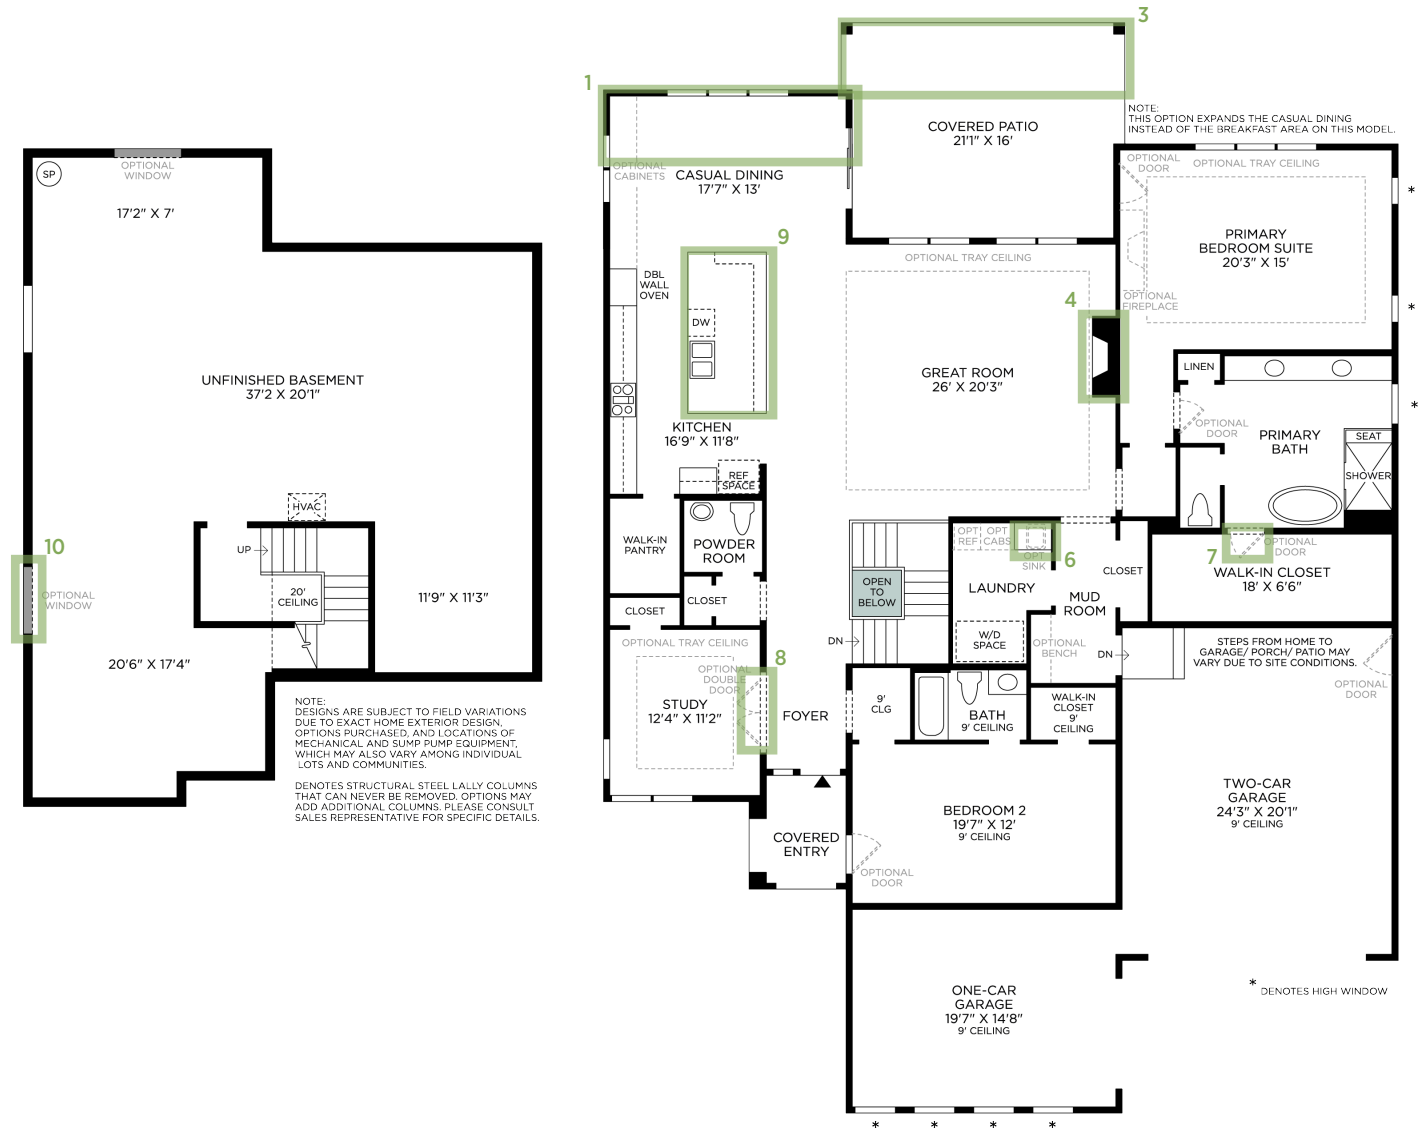 SP
OPTIONAL
WINDOW
17'2" X 7'
UNFINISHED BASEMENT
37'2 X 20'1"
HVAC
UP
20'
CEILING
11'9" X 11'3"
10
OPTIONAL
WINDOW
20'6" X 17'4"
NOTE:
DESIGNS ARE SUBJECT TO FIELD VARIATIONS
DUE TO EXACT HOME EXTERIOR DESIGN,
OPTIONS PURCHASED, AND LOCATIONS OF
MECHANICAL AND SUMP PUMP EQUIPMENT,
WHICH MAY ALSO VARY AMONG INDIVIDUAL
LOTS AND COMMUNITIES.
DENOTES STRUCTURAL STEEL LALLY COLUMNS
THAT CAN NEVER BE REMOVED. OPTIONS MAY
ADD ADDITIONAL COLUMNS. PLEASE CONSULT
SALES REPRESENTATIVE FOR SPECIFIC DETAILS.
1
3
COVERED PATIO
21'1" X 16'
NOTE:
THIS OPTION EXPANDS THE CASUAL DINING
INSTEAD OF THE BREAKFAST AREA ON THIS MODEL.
OPTIONAL
CABINETS
CASUAL DINING
17'7" X 13'
OPTIONAL
DOOR
OPTIONAL TRAY CEILING
*
PRIMARY
BEDROOM SUITE
20'3" X 15'
OPTIONAL
FIREPLACE
*
9
DBL
WALL
OVEN
DW
KITCHEN
16'9" X 11'8"
REF
SPACE
OPTIONAL TRAY CEILING
4
GREAT ROOM
26' X 20'3"
LINEN
OPTIONAL
DOOR
*
PRIMARY
BATH
SEAT
SHOWER
WALK-IN
PANTRY
POWDER
ROOM
CLOSET
CLOSET
OPEN
TO
BELOW
DN
OPT
REF
OPT
CABS
OPT
SINK
6
LAUNDRY
W/D
SPACE
CLOSET
MUD
ROOM
OPTIONAL
BENCH
DN
7
OPTIONAL
DOOR
WALK-IN CLOSET
18' X 6'6"
STEPS FROM HOME TO
GARAGE/ PORCH/ PATIO MAY
VARY DUE TO SITE CONDITIONS.
OPTIONAL
DOOR
OPTIONAL TRAY CEILING
8
OPTIONAL
DOUBLE
DOOR
STUDY
12'4" X 11'2"
FOYER
9'
CLG
BATH
9' CEILING
WALK-IN
CLOSET
9'
CEILING
COVERED
ENTRY
OPTIONAL
DOOR
BEDROOM 2
19'7" X 12'
9' CEILING
TWO-CAR
GARAGE
24'3" X 20'1"
9' CEILING
ONE-CAR
GARAGE
19'7" X 14'8"
9' CEILING
* DENOTES HIGH WINDOW
* * * *